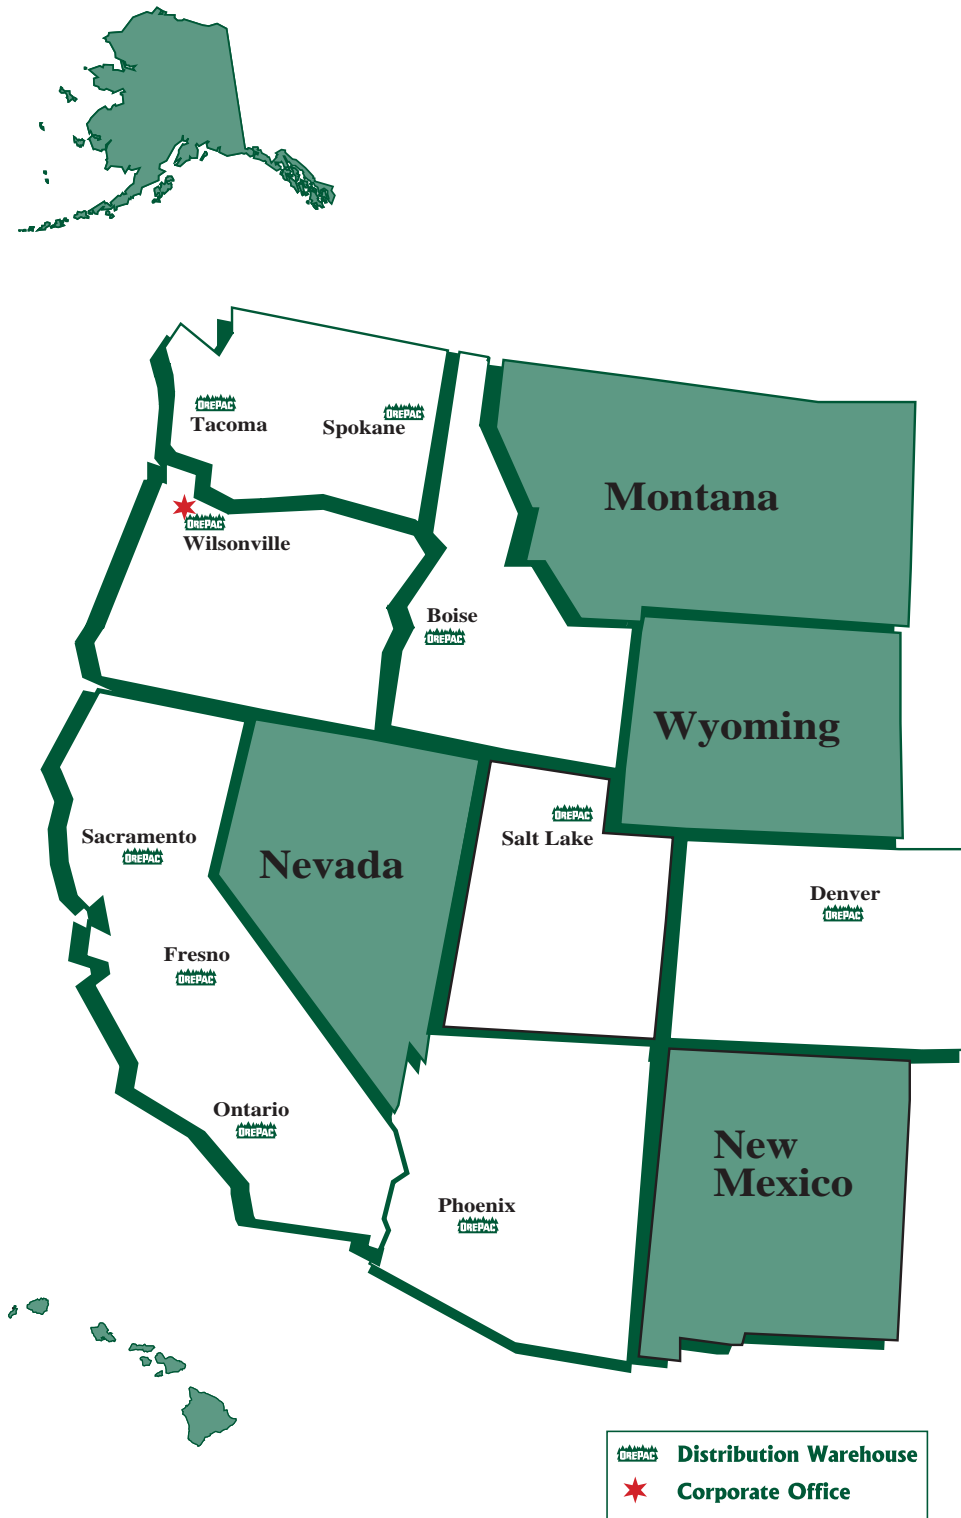 OREPAC
Tacoma
OREPAC
Spokane
Montana
OREPAC
Wilsonville
Boise
OREPAC
Wyoming
OREPAC
Salt Lake
Sacramento
OREPAC
Nevada
Denver
OREPAC
Fresno
OREPAC
Ontario
OREPAC
New
Mexico
Phoenix
OREPAC
OREPAC Distribution Warehouse
Corporate Office